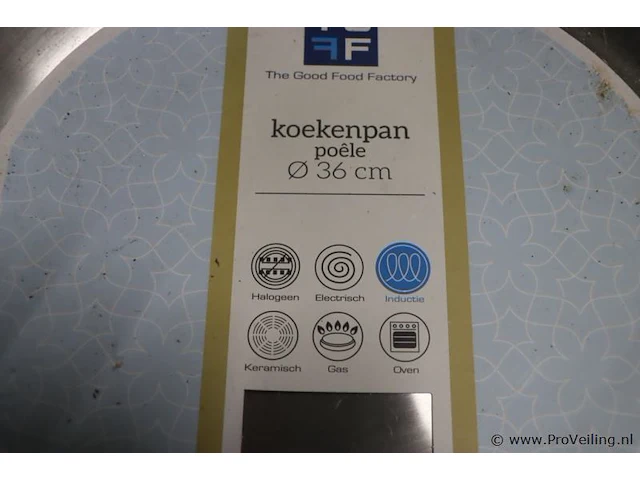 The Good Food Factory
koekenpan
poêle
Ø 36 cm
Halogeen Electrisch Inductie
Keramisch Gas Oven
© www.ProVeiling.nl